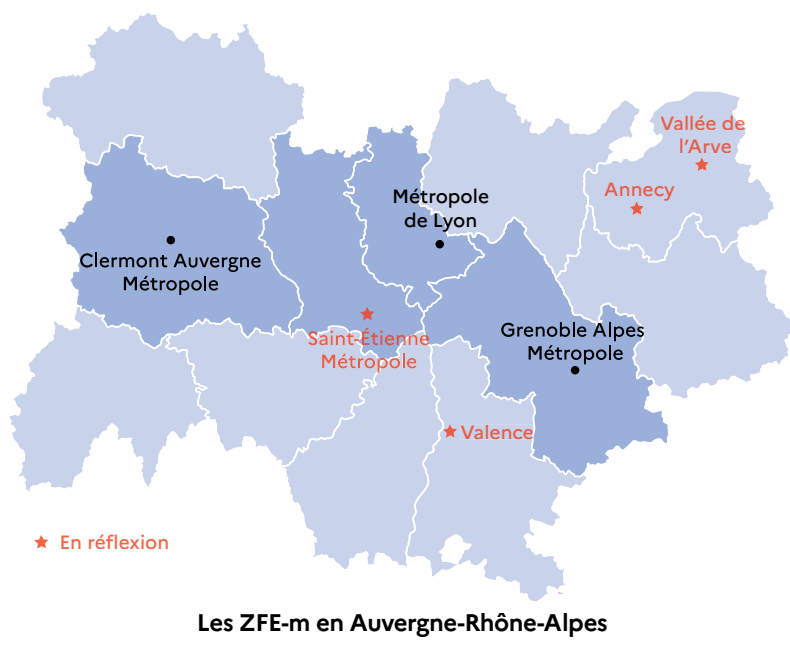 Vallée de
l'Arve
Annecy
Métropole
de Lyon
Clermont Auvergne
Métropole
Saint-Étienne
Métropole
Grenoble Alpes
Métropole
Valence
En réflexion
Les ZFE-m en Auvergne-Rhône-Alpes